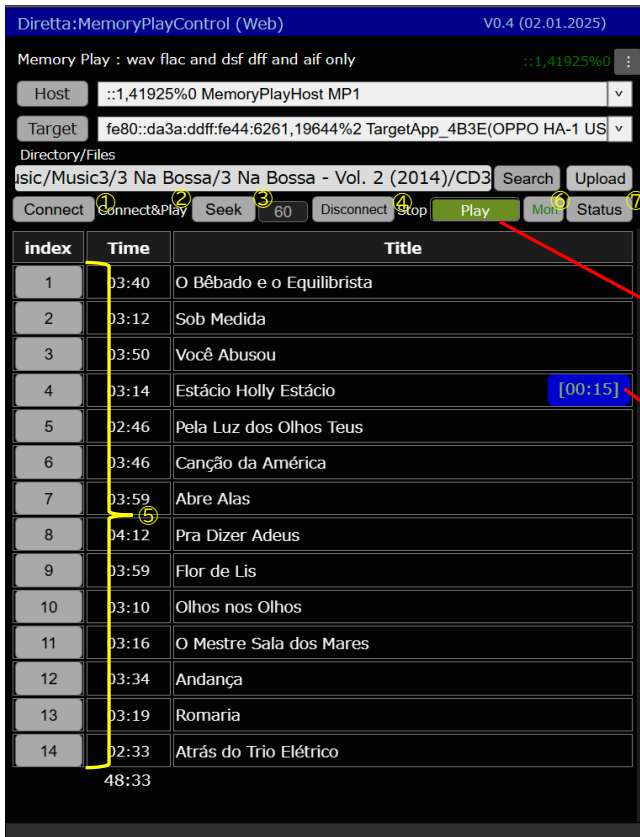 Diretta:MemoryPlayControl (Web) V0.4 (02.01.2025)
Memory Play : wav flac and dsf dff and aif only ::1,41925%0 ⋮
Host ::1,41925%0 MemoryPlayHost MP1 v
Target fe80::da3a:ddff:fe44:6261,19644%2 TargetApp_4B3E(OPPO HA-1 US v
Directory/Files
usic/Music3/3 Na Bossa/3 Na Bossa - Vol. 2 (2014)/CD3 Search Upload
Connect ① Connect&Play ② Seek ③ 60 Disconnect ④ Stop Play Mon ⑥ Status ⑦
index Time Title
1 03:40 O Bêbado e o Equilibrista
2 03:12 Sob Medida
3 03:50 Você Abusou
4 03:14 Estácio Holly Estácio [00:15]
5 02:46 Pela Luz dos Olhos Teus
6 03:46 Canção da América
7 03:59 Abre Alas
⑤
8 04:12 Pra Dizer Adeus
9 03:59 Flor de Lis
10 03:10 Olhos nos Olhos
11 03:16 O Mestre Sala dos Mares
12 03:34 Andança
13 03:19 Romaria
14 02:33 Atrás do Trio Elétrico
48:33